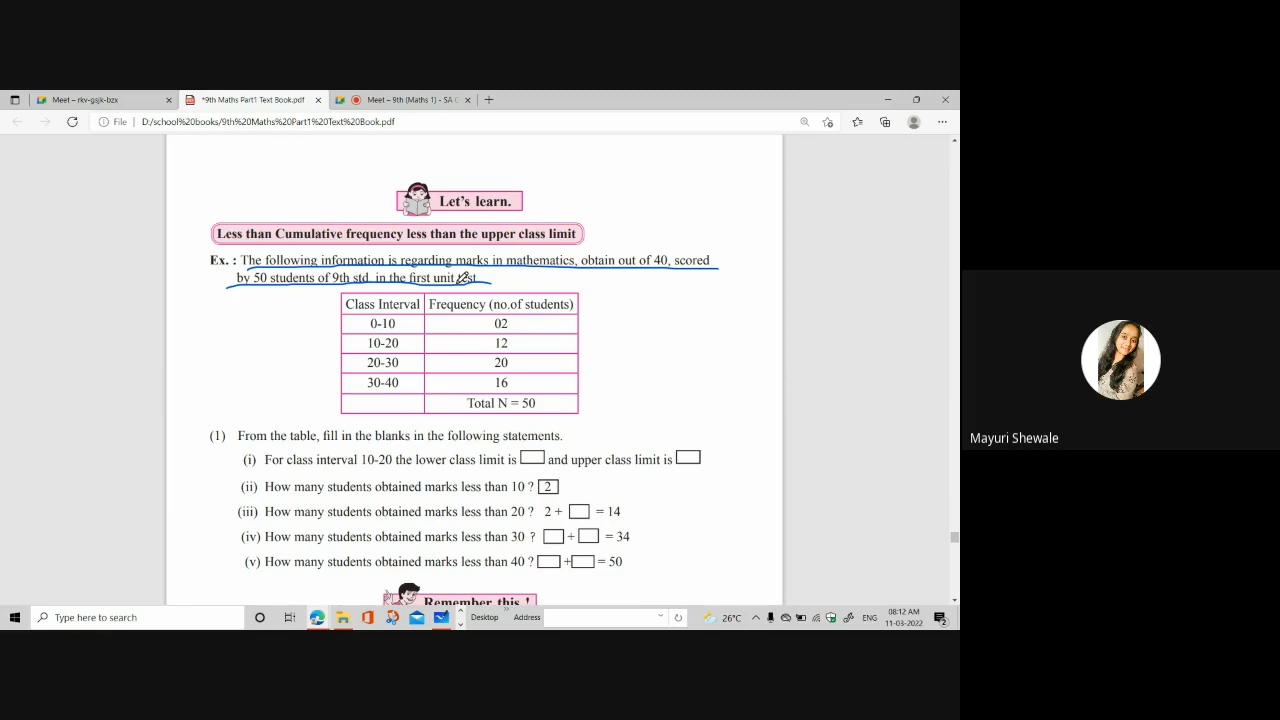 Meet – rkv-gsjk-bzx
*9th Maths Part1 Text Book.pdf
Meet – 9th (Maths 1) - SA C
File | D:/school%20books/9th%20Maths%20Part1%20Text%20Book.pdf
Let's learn.
Less than Cumulative frequency less than the upper class limit
Ex. : The following information is regarding marks in mathematics, obtain out of 40, scored
by 50 students of 9th std. in the first unit test
Class Interval Frequency (no.of students)
0-10 02
10-20 12
20-30 20
30-40 16
Total N = 50
(1) From the table, fill in the blanks in the following statements.
(i) For class interval 10-20 the lower class limit is and upper class limit is
(ii) How many students obtained marks less than 10 ? 2
(iii) How many students obtained marks less than 20 ? 2 + = 14
(iv) How many students obtained marks less than 30 ? + = 34
(v) How many students obtained marks less than 40 ? + = 50
Remember this !
Mayuri Shewale
Type here to search
Desktop
Address
26°C
ENG
08:12 AM
11-03-2022
2